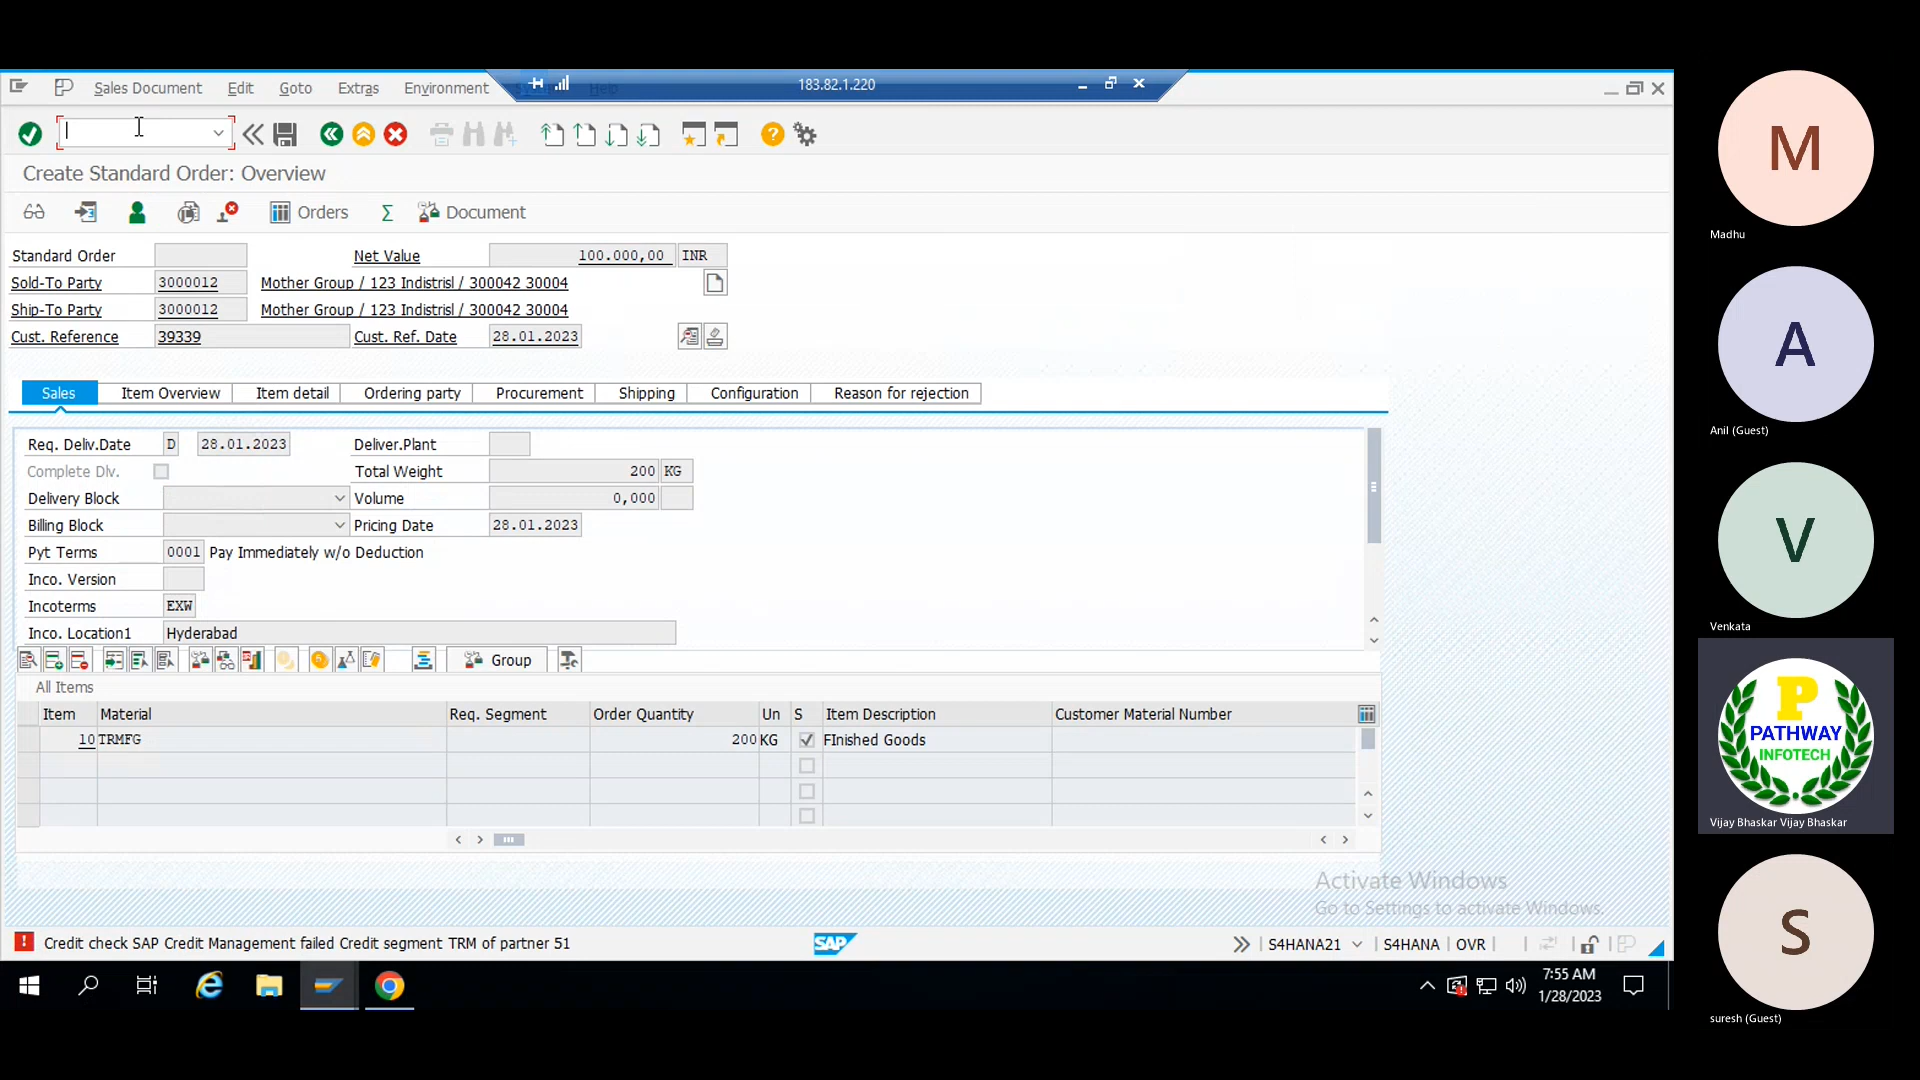 Sales Document Edit Goto Extras Environment Help
183.82.1.220
Create Standard Order: Overview
Orders Σ Document
Standard Order Net Value 100.000,00 INR
Sold-To Party 3000012 Mother Group / 123 Indistrisl / 300042 30004
Ship-To Party 3000012 Mother Group / 123 Indistrisl / 300042 30004
Cust. Reference 39339 Cust. Ref. Date 28.01.2023
Sales Item Overview Item detail Ordering party Procurement Shipping Configuration Reason for rejection
Req. Deliv.Date D 28.01.2023 Deliver.Plant
Complete Dlv. Total Weight 200 KG
Delivery Block Volume 0,000
Billing Block Pricing Date 28.01.2023
Pyt Terms 0001 Pay Immediately w/o Deduction
Inco. Version
Incoterms EXW
Inco. Location1 Hyderabad
Group
All Items
Item Material Req. Segment Order Quantity Un S Item Description Customer Material Number
10 TRMFG 200 KG FInished Goods
Activate Windows
Go to Settings to activate Windows.
Credit check SAP Credit Management failed Credit segment TRM of partner 51
SAP
S4HANA21 S4HANA OVR
7:55 AM
1/28/2023
M
Madhu
A
Anil (Guest)
V
Venkata
P
PATHWAY
INFOTECH
Vijay Bhaskar Vijay Bhaskar
S
suresh (Guest)